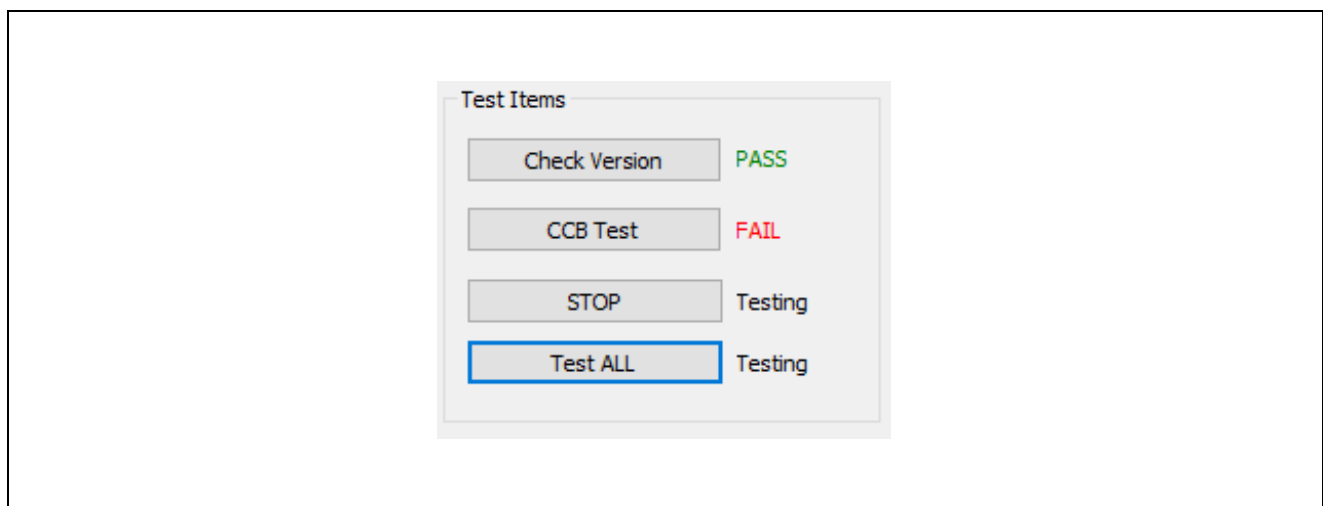 Test Items
Check Version PASS
CCB Test FAIL
STOP Testing
Test ALL Testing